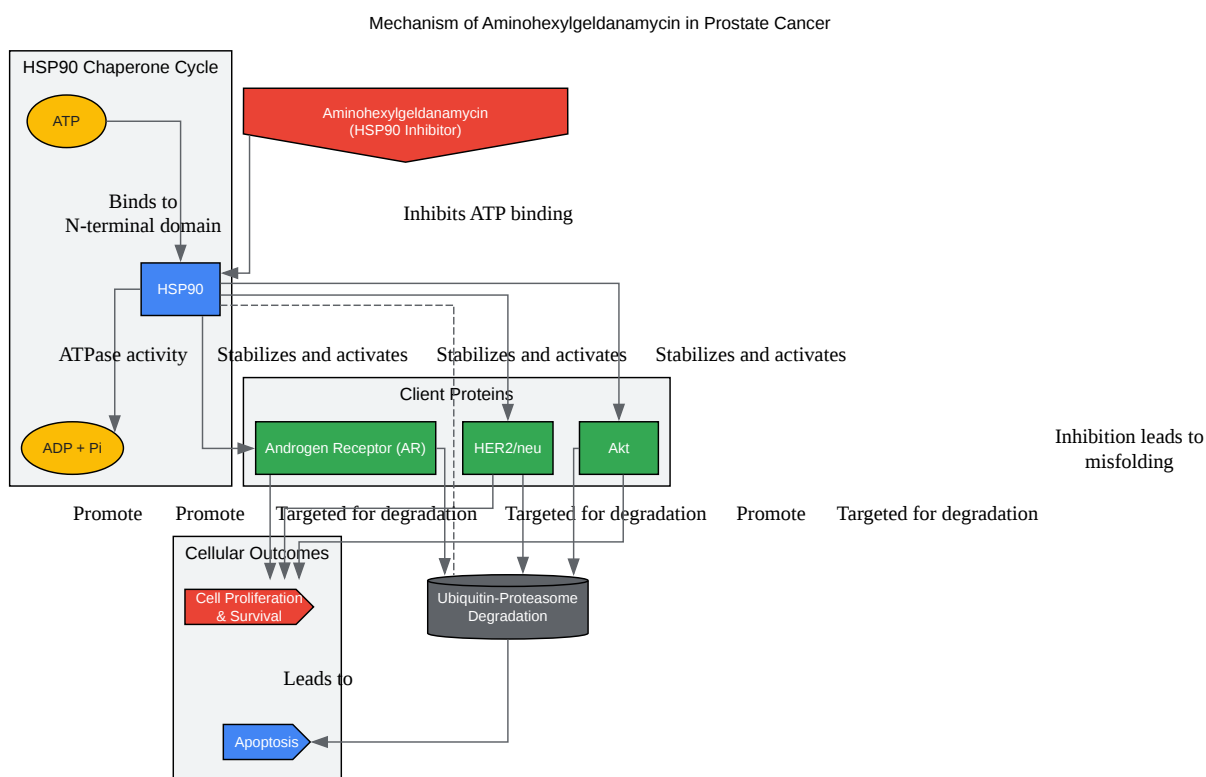 Mechanism of Aminohexylgeldanamycin in Prostate Cancer
HSP90 Chaperone Cycle
ATP
Aminohexylgeldanamycin
(HSP90 Inhibitor)
Binds to
N-terminal domain
Inhibits ATP binding
HSP90
ATPase activity
Stabilizes and activates
Stabilizes and activates
Stabilizes and activates
Client Proteins
ADP + Pi
Androgen Receptor (AR)
HER2/neu
Akt
Inhibition leads to
misfolding
Promote
Promote
Targeted for degradation
Targeted for degradation
Promote
Targeted for degradation
Cellular Outcomes
Cell Proliferation
& Survival
Ubiquitin-Proteasome
Degradation
Leads to
Apoptosis